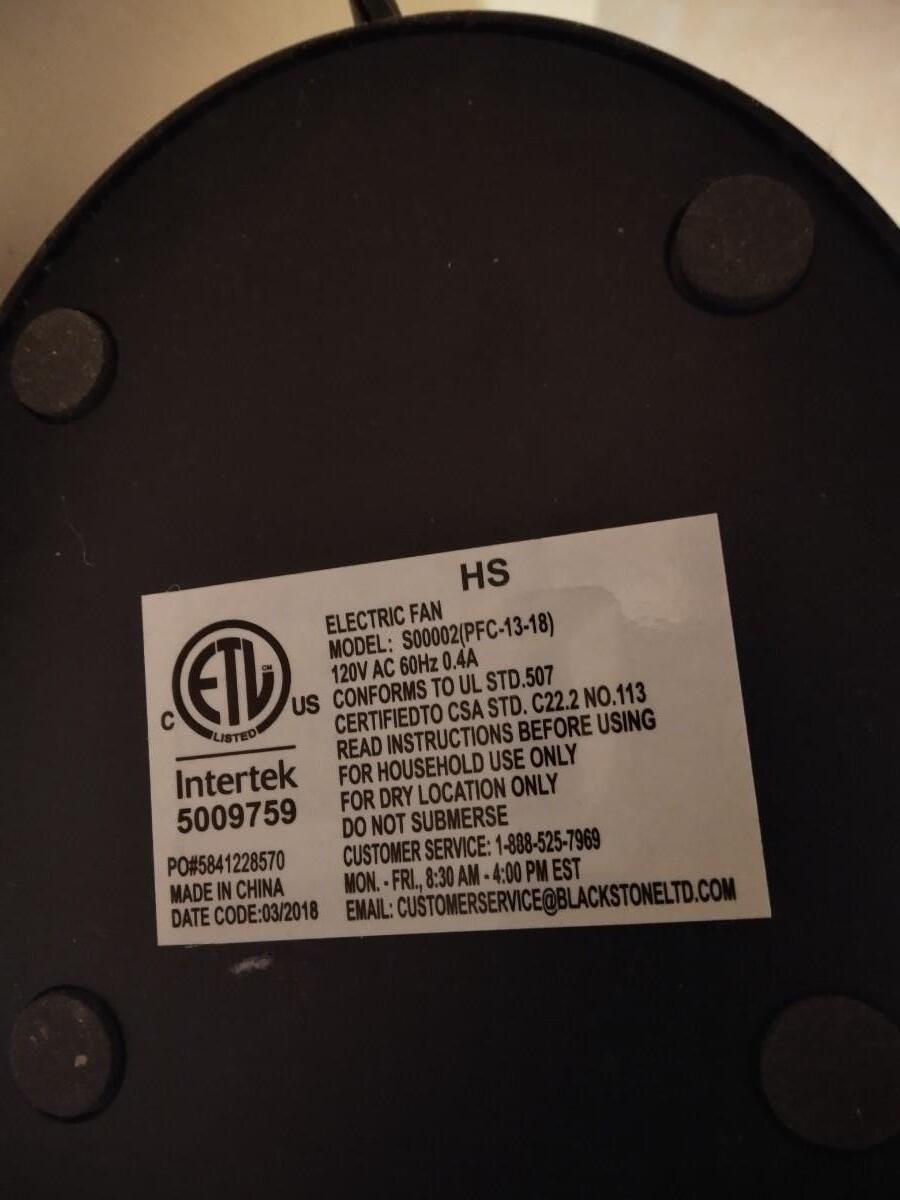 HS
ELECTRIC FAN
MODEL: S00002(PFC-13-18)
120V AC 60Hz 0.4A
CONFORMS TO UL STD.507
CERTIFIEDTO CSA STD. C22.2 NO.113
READ INSTRUCTIONS BEFORE USING
FOR HOUSEHOLD USE ONLY
FOR DRY LOCATION ONLY
DO NOT SUBMERSE
CUSTOMER SERVICE: 1-888-525-7969
MON. - FRI., 8:30 AM - 4:00 PM EST
EMAIL: CUSTOMERSERVICE@BLACKSTONELTD.COM
ETL CM
C US
LISTED
Intertek
5009759
PO#5841228570
MADE IN CHINA
DATE CODE:03/2018